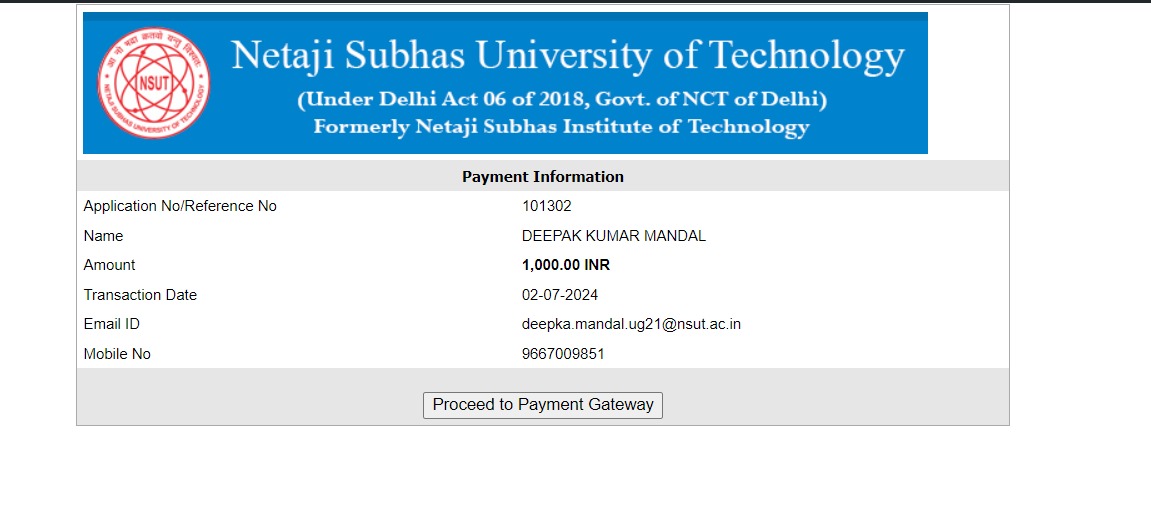 आ नो भद्राः क्रतवो यन्तु विश्वतः
NSUT
NETAJI SUBHAS UNIVERSITY OF TECHNOLOGY
Netaji Subhas University of Technology
(Under Delhi Act 06 of 2018, Govt. of NCT of Delhi)
Formerly Netaji Subhas Institute of Technology
Payment Information
Application No/Reference No 101302
Name DEEPAK KUMAR MANDAL
Amount 1,000.00 INR
Transaction Date 02-07-2024
Email ID deepka.mandal.ug21@nsut.ac.in
Mobile No 9667009851
Proceed to Payment Gateway